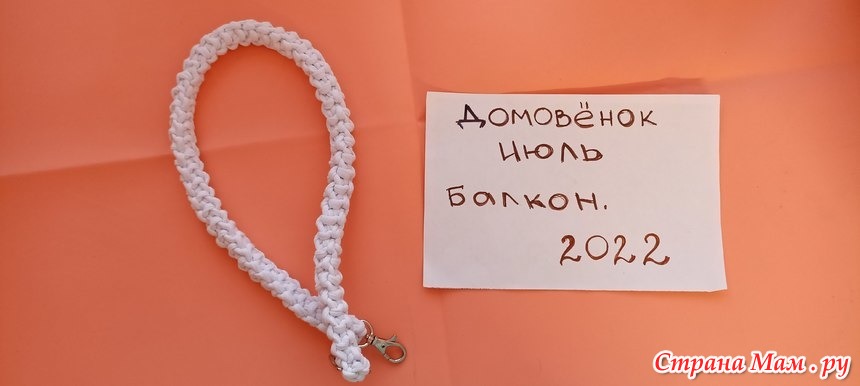 Домовёнок
июль
Балкон.
2022
Страна Мам.ру